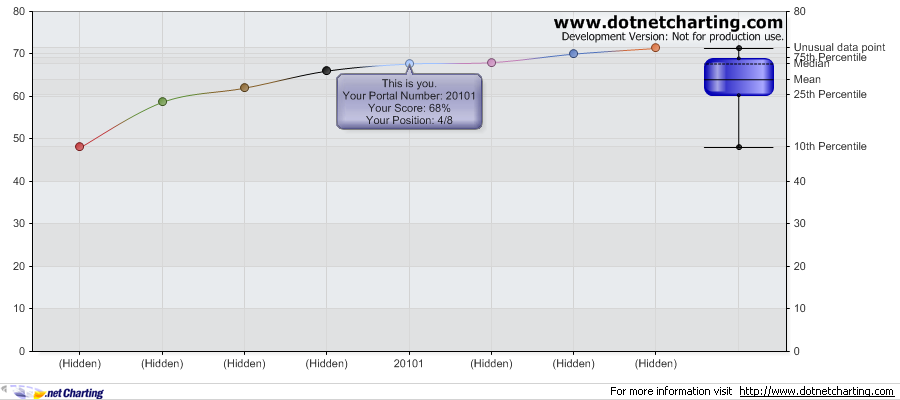 80
80
www.dotnetcharting.com
Development Version: Not for production use.
Unusual data point
70
75th Percentile
Median
This is you.
Mean
Your Portal Number: 20101
60
25th Percentile
Your Score: 68%
Your Position: 4/8
50
10th Percentile
40
40
30
30
20
20
10
10
0
0
(Hidden) (Hidden) (Hidden) (Hidden) 20101 (Hidden) (Hidden) (Hidden)
.net Charting
For more information visit http://www.dotnetcharting.com